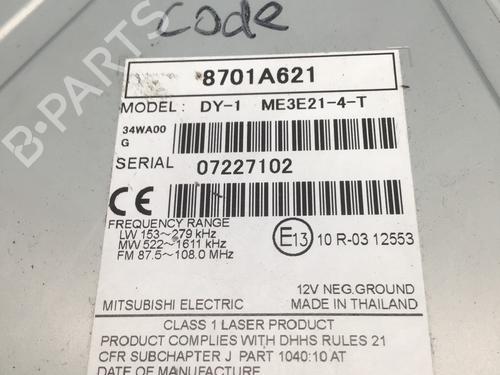 code
8701A621
MODEL: DY-1 ME3E21-4-T
34WA00
G
SERIAL 07227102
CE
FREQUENCY RANGE
LW 153~279 kHz
MW 522~1611 kHz
FM 87.5~108.0 MHz
E13 10 R-03 12553
12V NEG.GROUND
MITSUBISHI ELECTRIC MADE IN THAILAND
CLASS 1 LASER PRODUCT
PRODUCT COMPLIES WITH DHHS RULES 21
CFR SUBCHAPTER J PART 1040:10 AT
DATE OF MANUFACTURE
B-PARTS